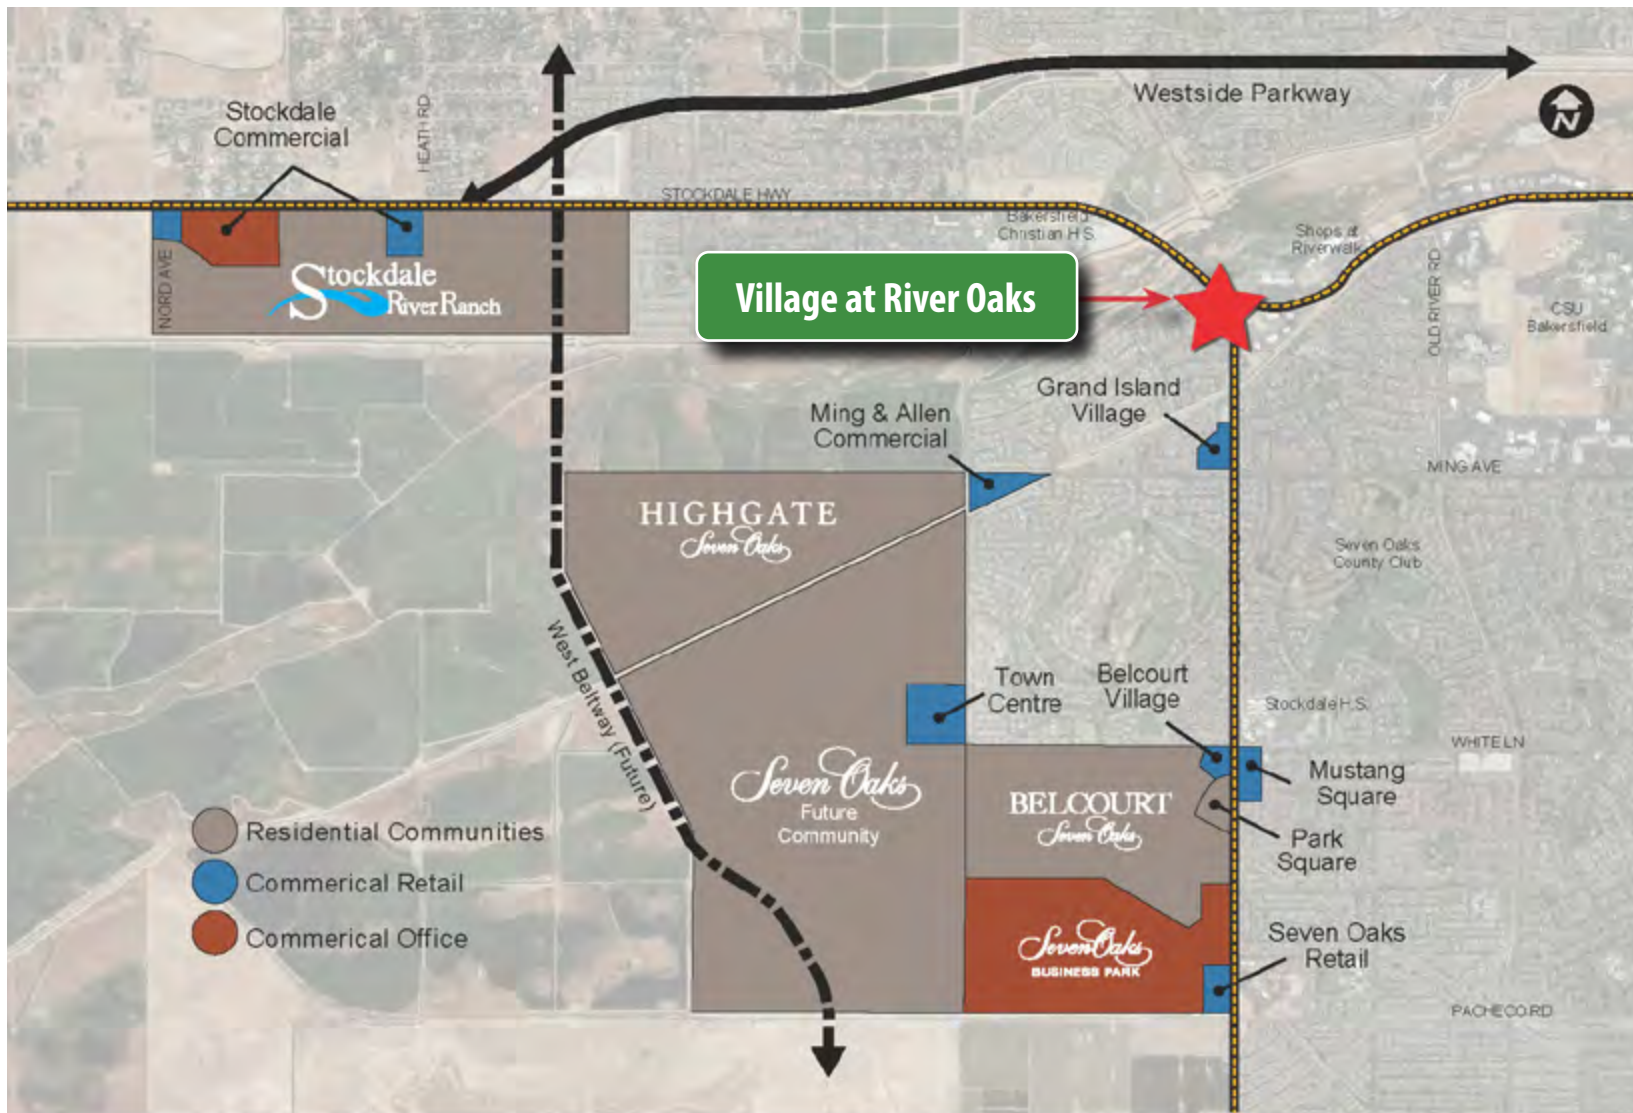 Westside Parkway
N
Stockdale
Commercial
HEATH RD
STOCKDALE HWY
Bakersfield
Christian H.S.
Shops at
Riverwalk
OLD RIVER RD
CSU
Bakersfield
NORD AVE
Stockdale
River Ranch
Village at River Oaks
Grand Island
Village
Ming & Allen
Commercial
MING AVE
HIGHGATE
Seven Oaks
Seven Oaks
County Club
West Beltway (Future)
Town
Centre
Belcourt
Village
Stockdale H.S.
WHITE LN
Mustang
Square
Seven Oaks
Future
Community
BELCOURT
Seven Oaks
Park
Square
Residential Communities
Commerical Retail
Commerical Office
Seven Oaks
BUSINESS PARK
Seven Oaks
Retail
PACHECO RD